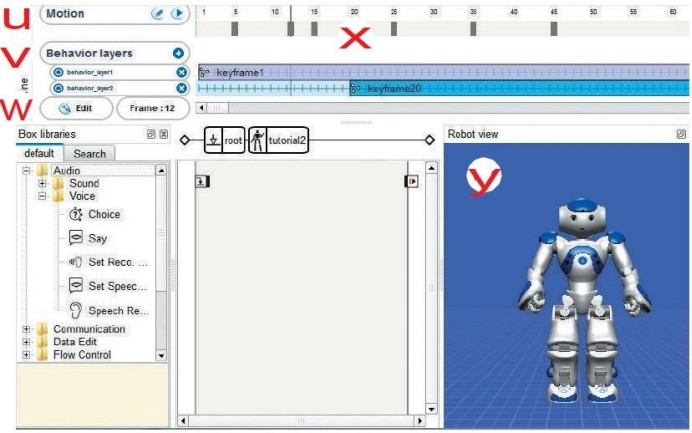 u Motion 1 5 10 15 20 25 30 35 40 45 50 55 60
x
v Behavior layers
behavior_layer1 keyframe1
behavior_layer2 keyframe20
ne
w Edit Frame : 12
Box libraries root tutorial2 Robot view
default Search
y
Audio
Sound
Voice
Choice
Say
Set Reco. ...
Set Speec...
Speech Re...
Communication
Data Edit
Flow Control